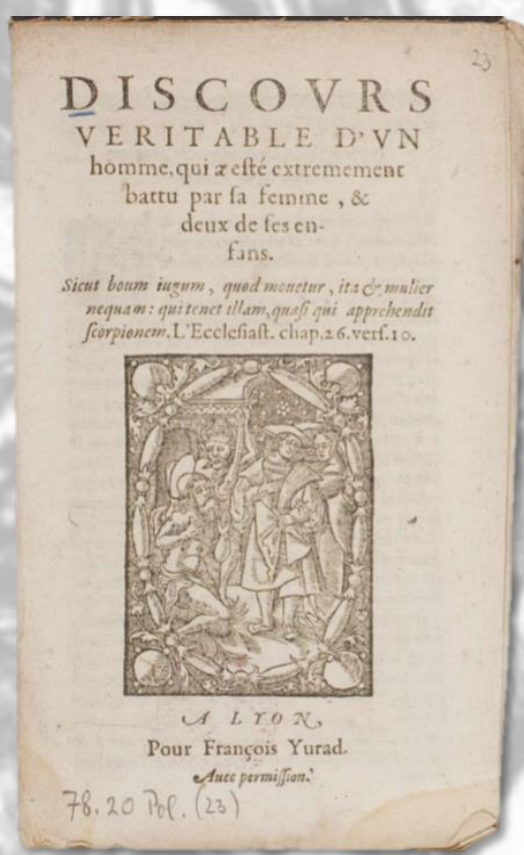 23
DISCOVRS
VERITABLE D'VN
homme, qui a esté extremement
battu par sa femme, &
deux de ses en-
fans.
Sicut boum iugum, quod mouetur, ita & mulier
nequam: qui tenet illam, quasi qui apprehendit
scorpionem. L'Ecclesiast. chap.26.vers.10.
A LYON,
Pour François Yurad.
Auec permission.
78.20 Pol. (23)